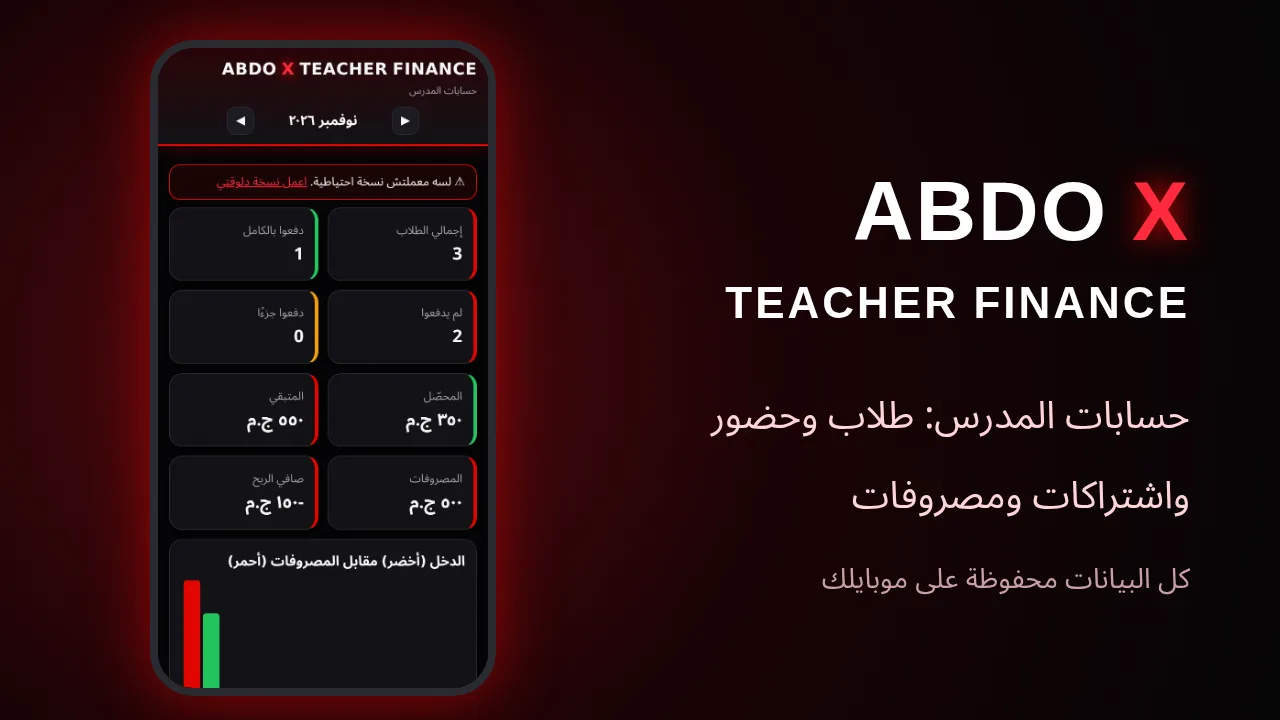 ABDO X TEACHER FINANCE
حسابات المدرس
◀ نوفمبر ٢٠٢٦ ▶
⚠ لسه معملتش نسخة احتياطية. اعمل نسخة دلوقتي
إجمالي الطلاب
3
دفعوا بالكامل
1
لم يدفعوا
2
دفعوا جزءًا
0
المحصّل
٣٥٠ ج.م
المتبقي
٥٥٠ ج.م
المصروفات
٥٠٠ ج.م
صافي الربح
-١٥٠ ج.م
الدخل (أخضر) مقابل المصروفات (أحمر)
ABDO X
TEACHER FINANCE
حسابات المدرس: طلاب وحضور
واشتراكات ومصروفات
كل البيانات محفوظة على موبايلك